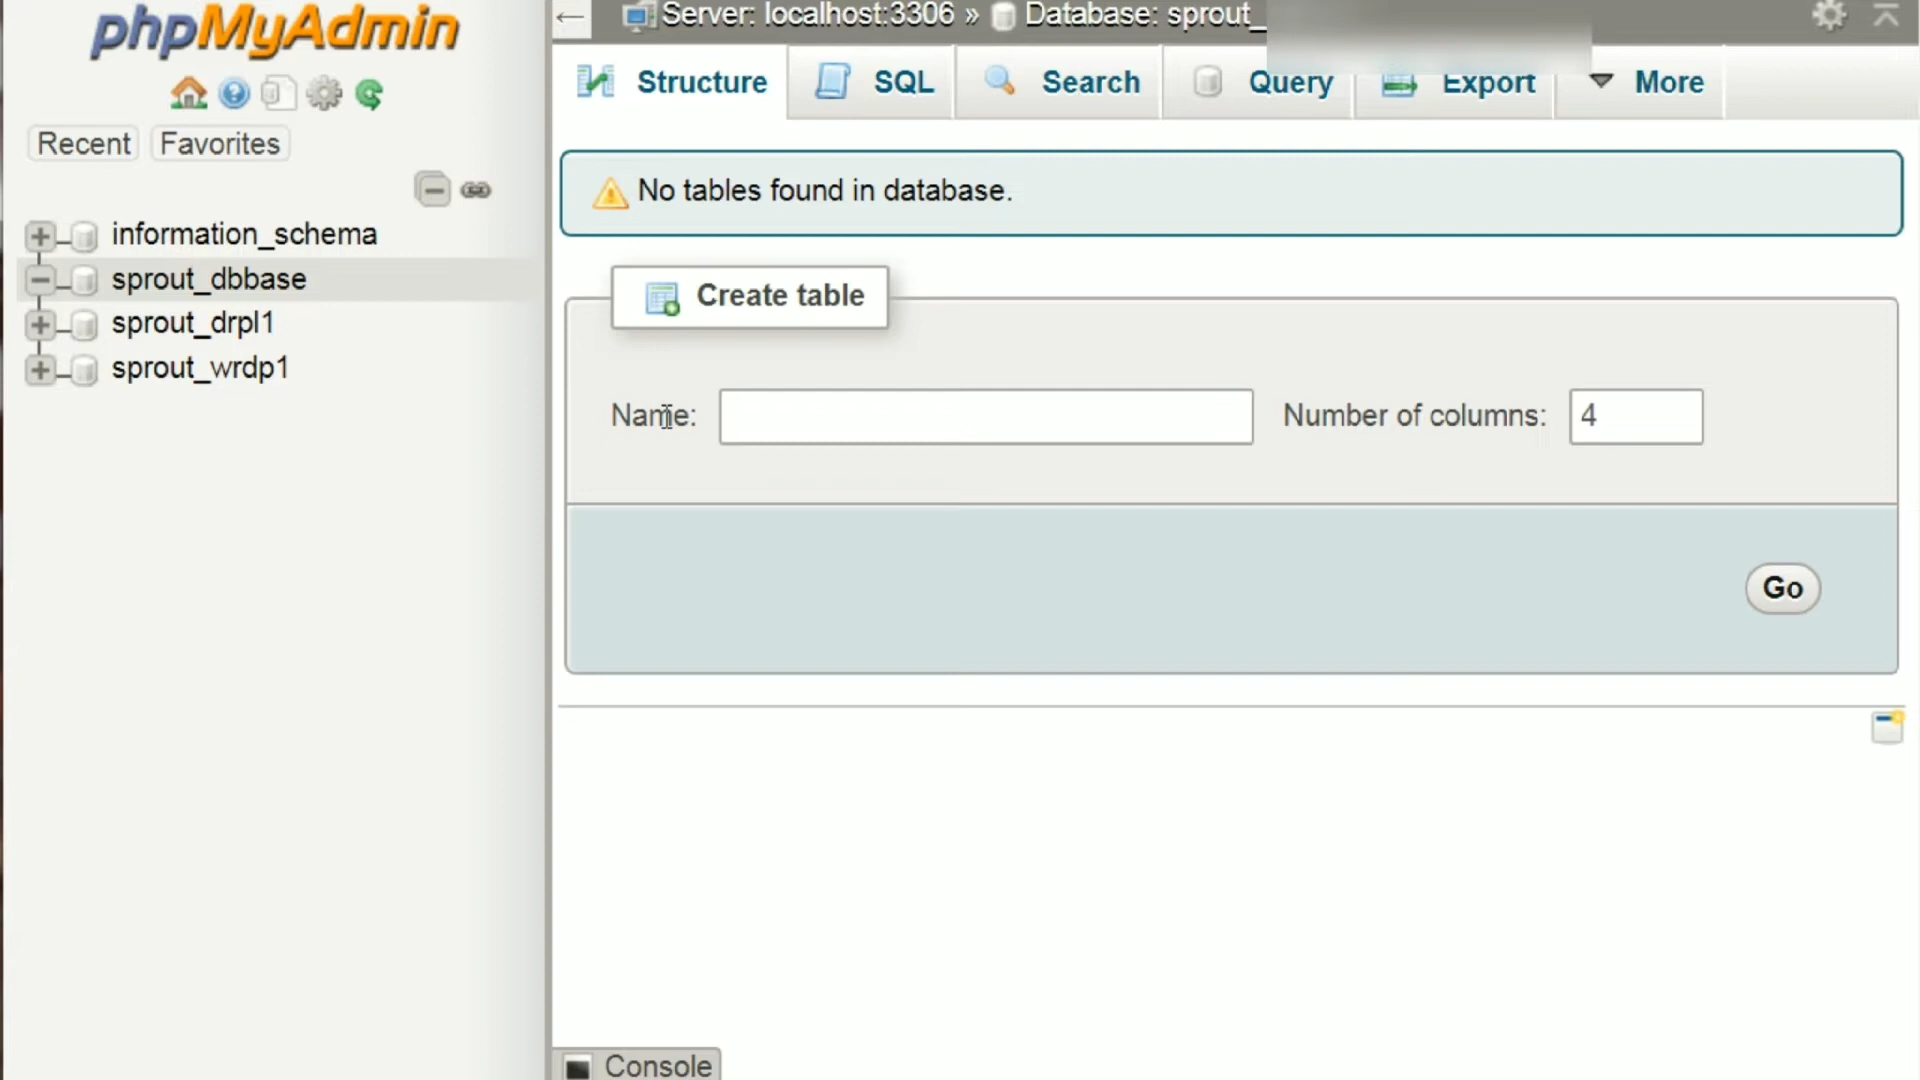 phpMyAdmin
Recent Favorites
information_schema
sprout_dbbase
sprout_drpl1
sprout_wrdp1
Server: localhost:3306 » Database: sprout_
Structure SQL Search Query Export More
No tables found in database.
Create table
Name: Number of columns: 4
Go
Console